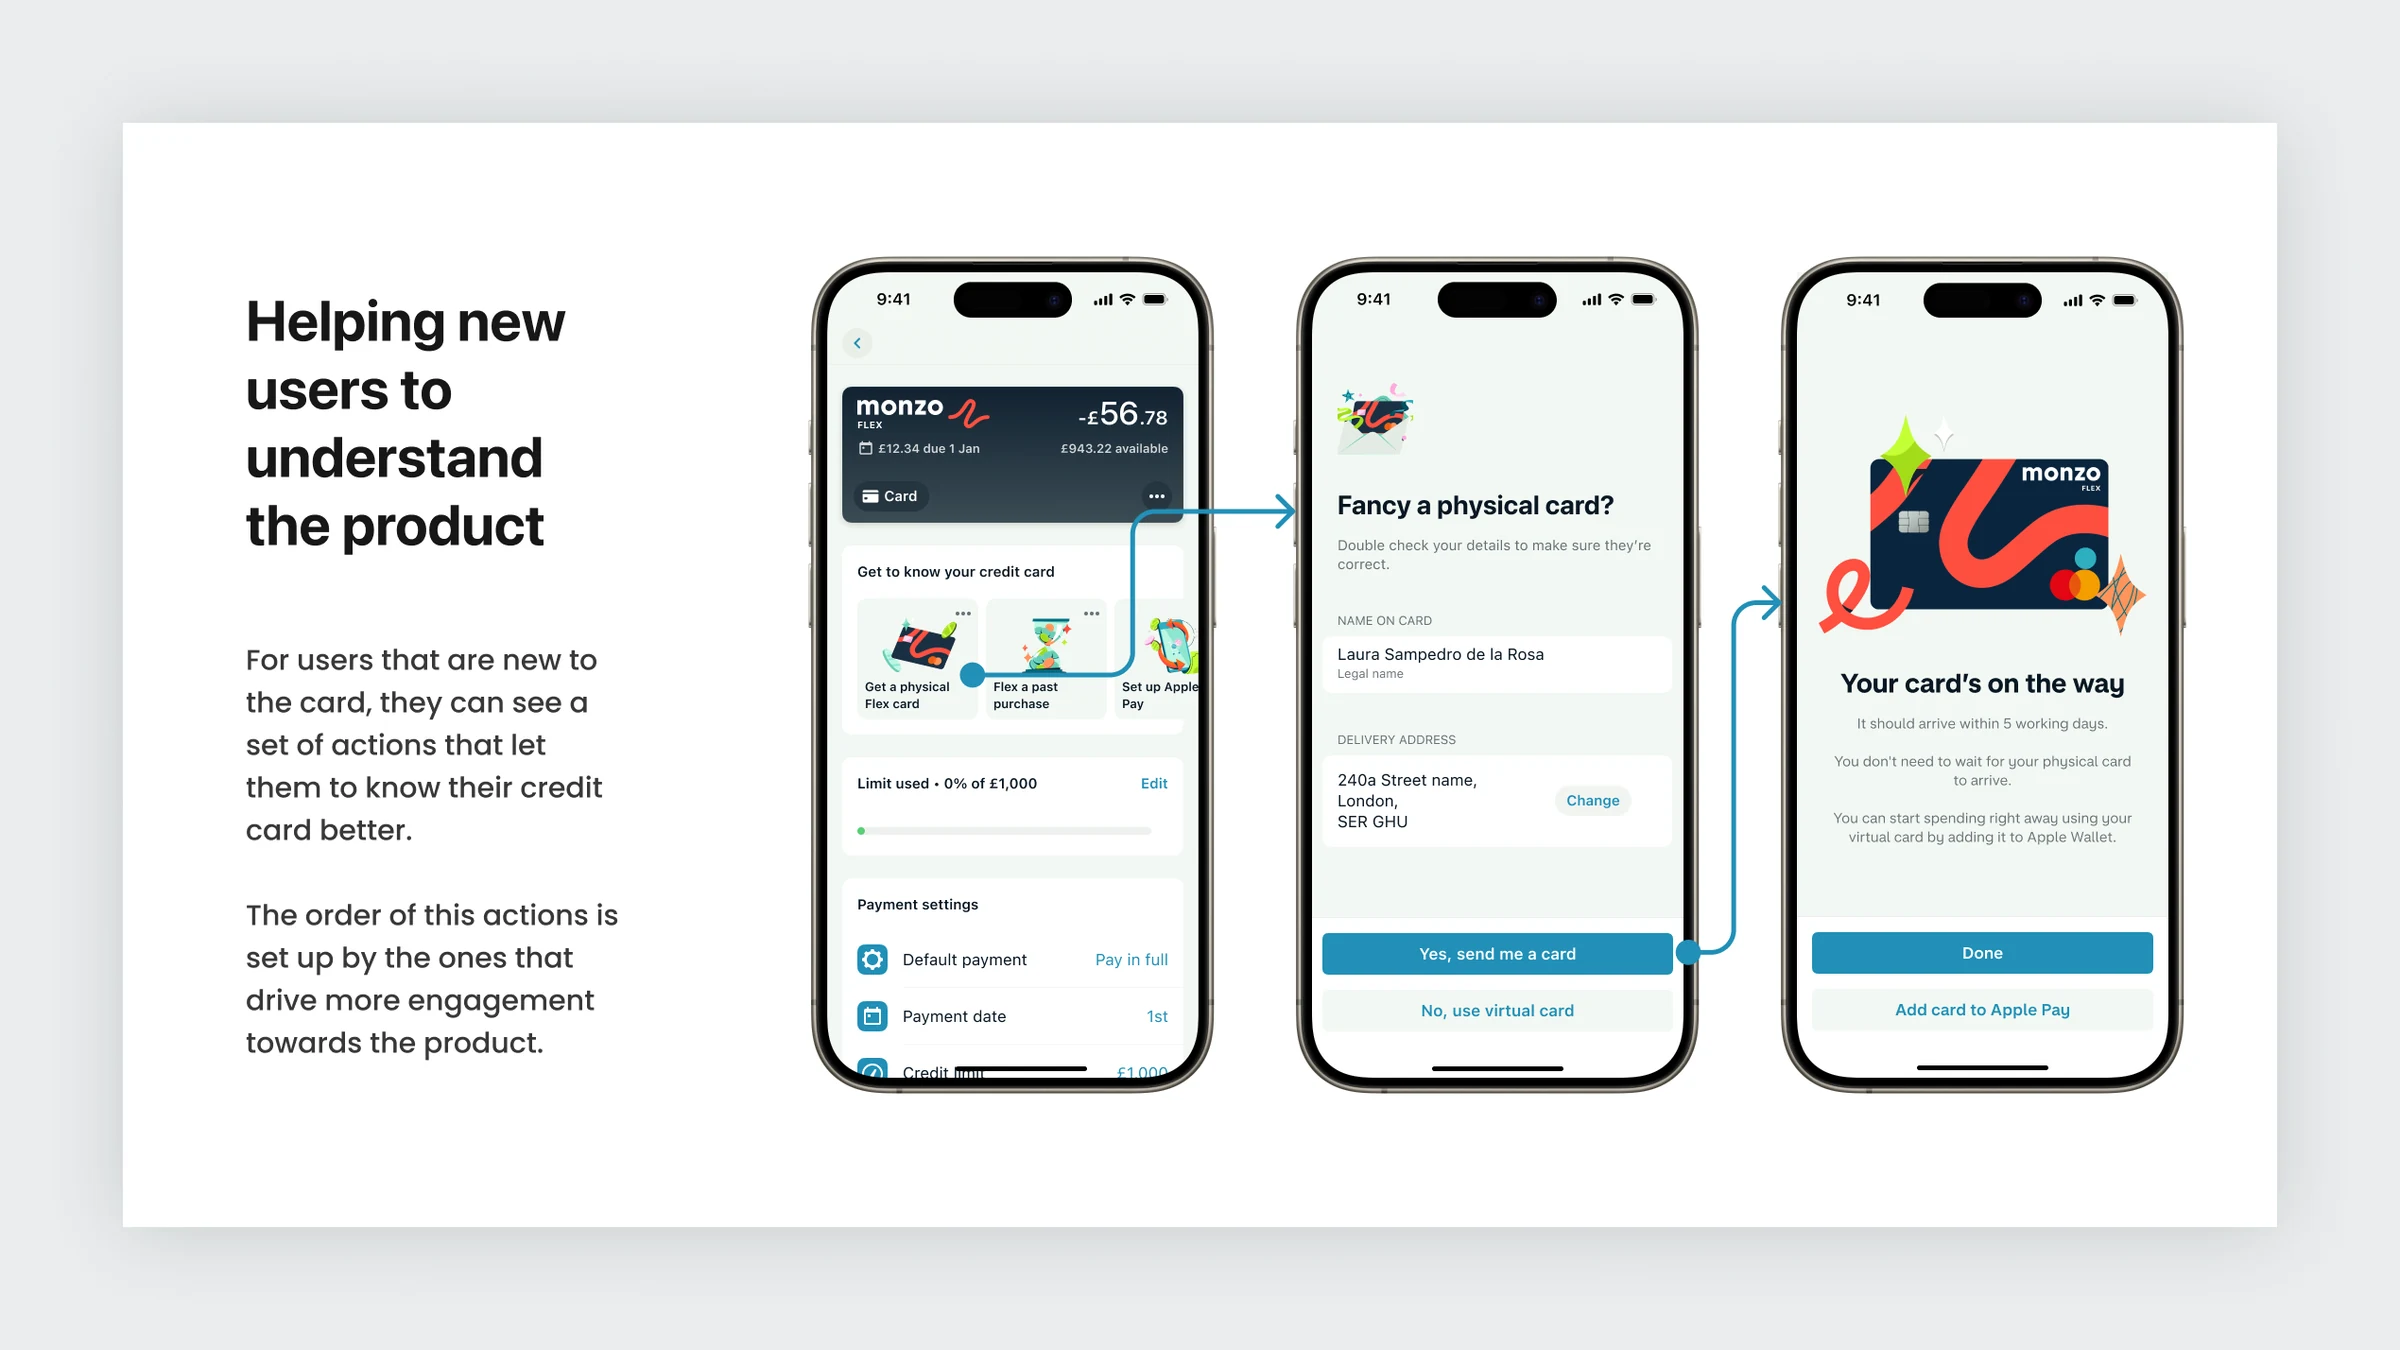 Helping new
users to
understand
the product
For users that are new to
the card, they can see a
set of actions that let
them to know their credit
card better.
The order of this actions is
set up by the ones that
drive more engagement
towards the product.
9:41
monzo
FLEX
-£56.78
£12.34 due 1 Jan
£943.22 available
Card
Get to know your credit card
Get a physical
Flex card
Flex a past
purchase
Set up Apple
Pay
Limit used • 0% of £1,000
Edit
Payment settings
Default payment
Pay in full
Payment date
1st
Credit limit
£1,000
9:41
Fancy a physical card?
Double check your details to make sure they're
correct.
NAME ON CARD
Laura Sampedro de la Rosa
Legal name
DELIVERY ADDRESS
240a Street name,
London,
SER GHU
Change
Yes, send me a card
No, use virtual card
9:41
monzo
FLEX
Your card's on the way
It should arrive within 5 working days.
You don't need to wait for your physical card
to arrive.
You can start spending right away using your
virtual card by adding it to Apple Wallet.
Done
Add card to Apple Pay